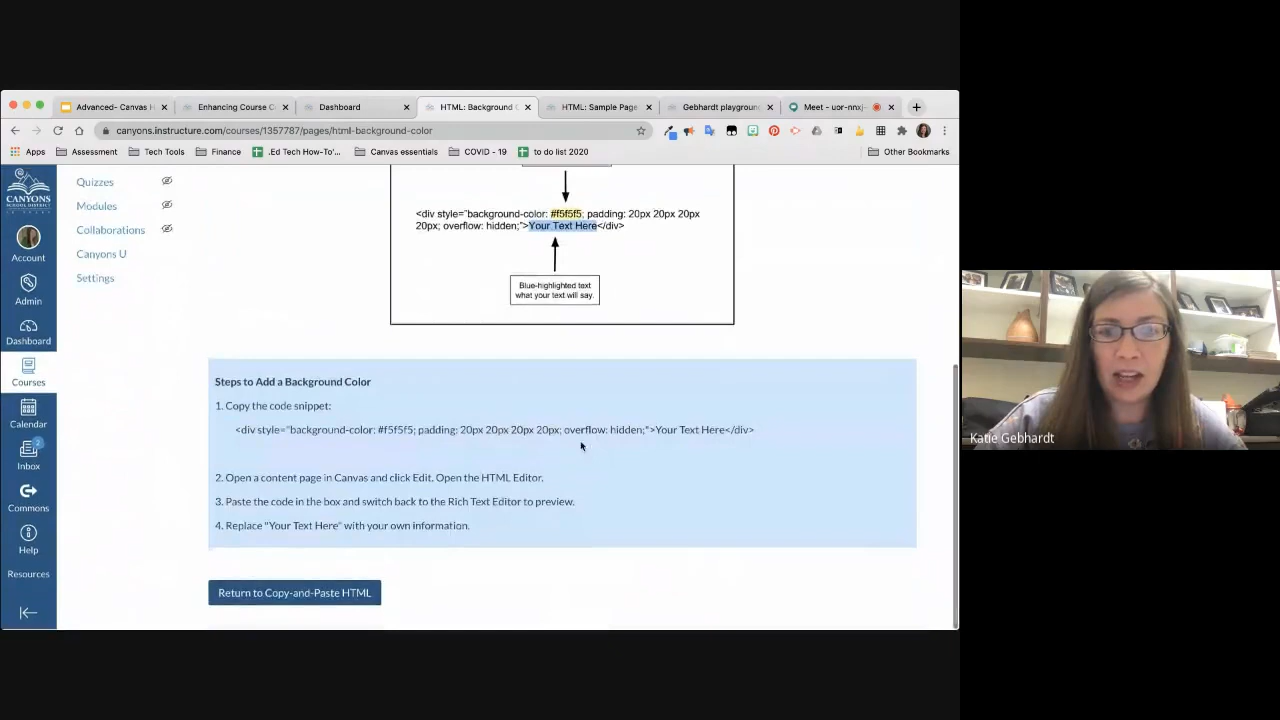 Advanced- Canvas H
Enhancing Course C
Dashboard
HTML: Background C
HTML: Sample Page
Gebhardt playground
Meet – uor-nnxj-
canyons.instructure.com/courses/1357787/pages/html-background-color
Apps
Assessment
Tech Tools
Finance
.Ed Tech How-To'...
Canvas essentials
COVID - 19
to do list 2020
Other Bookmarks
CANYONS
SCHOOL DISTRICT
Account
Admin
Dashboard
Courses
Calendar
Inbox
Commons
Help
Resources
Quizzes
Modules
Collaborations
Canyons U
Settings
<div style="background-color: #f5f5f5; padding: 20px 20px 20px
20px; overflow: hidden;">Your Text Here</div>
Blue-highlighted text
what your text will say.
Steps to Add a Background Color
1. Copy the code snippet:
<div style="background-color: #f5f5f5; padding: 20px 20px 20px 20px; overflow: hidden;">Your Text Here</div>
2. Open a content page in Canvas and click Edit. Open the HTML Editor.
3. Paste the code in the box and switch back to the Rich Text Editor to preview.
4. Replace "Your Text Here" with your own information.
Return to Copy-and-Paste HTML
Katie Gebhardt